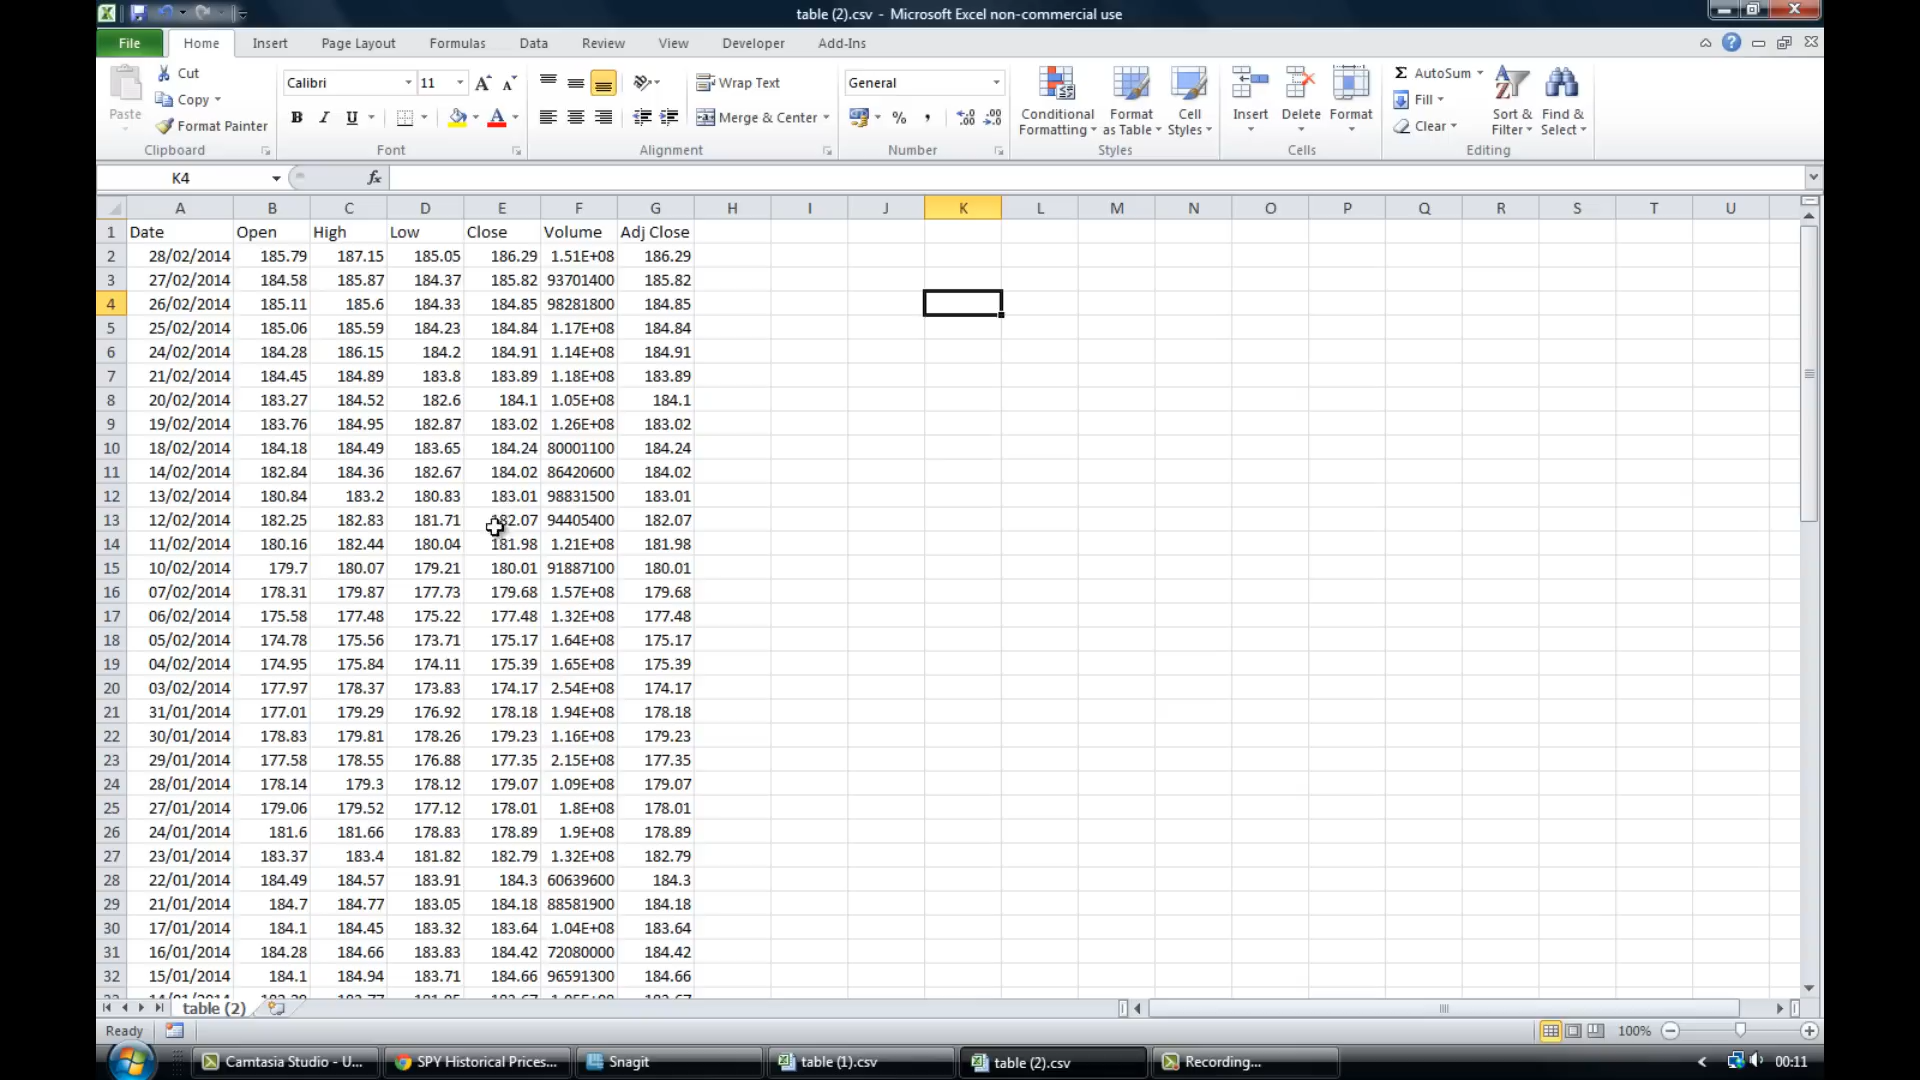 table (2).csv - Microsoft Excel non-commercial use
File Home Insert Page Layout Formulas Data Review View Developer Add-Ins
Paste
Cut
Copy
Format Painter
Clipboard
Calibri 11
B I U
Font
Wrap Text
Merge & Center
Alignment
General
%
Number
Conditional Formatting
Format as Table
Cell Styles
Styles
Insert Delete Format
Cells
Σ AutoSum
Fill
Clear
Sort & Filter
Find & Select
Editing
K4 fx
A B C D E F G H I J K L M N O P Q R S T U
1 Date Open High Low Close Volume Adj Close
2 28/02/2014 185.79 187.15 185.05 186.29 1.51E+08 186.29
3 27/02/2014 184.58 185.87 184.37 185.82 93701400 185.82
4 26/02/2014 185.11 185.6 184.33 184.85 98281800 184.85
5 25/02/2014 185.06 185.59 184.23 184.84 1.17E+08 184.84
6 24/02/2014 184.28 186.15 184.2 184.91 1.14E+08 184.91
7 21/02/2014 184.45 184.89 183.8 183.89 1.18E+08 183.89
8 20/02/2014 183.27 184.52 182.6 184.1 1.05E+08 184.1
9 19/02/2014 183.76 184.95 182.87 183.02 1.26E+08 183.02
10 18/02/2014 184.18 184.49 183.65 184.24 80001100 184.24
11 14/02/2014 182.84 184.36 182.67 184.02 86420600 184.02
12 13/02/2014 180.84 183.2 180.83 183.01 98831500 183.01
13 12/02/2014 182.25 182.83 181.71 182.07 94405400 182.07
14 11/02/2014 180.16 182.44 180.04 181.98 1.21E+08 181.98
15 10/02/2014 179.7 180.07 179.21 180.01 91887100 180.01
16 07/02/2014 178.31 179.87 177.73 179.68 1.57E+08 179.68
17 06/02/2014 175.58 177.48 175.22 177.48 1.32E+08 177.48
18 05/02/2014 174.78 175.56 173.71 175.17 1.64E+08 175.17
19 04/02/2014 174.95 175.84 174.11 175.39 1.65E+08 175.39
20 03/02/2014 177.97 178.37 173.83 174.17 2.54E+08 174.17
21 31/01/2014 177.01 179.29 176.92 178.18 1.94E+08 178.18
22 30/01/2014 178.83 179.81 178.26 179.23 1.16E+08 179.23
23 29/01/2014 177.58 178.55 176.88 177.35 2.15E+08 177.35
24 28/01/2014 178.14 179.3 178.12 179.07 1.09E+08 179.07
25 27/01/2014 179.06 179.52 177.12 178.01 1.8E+08 178.01
26 24/01/2014 181.6 181.66 178.83 178.89 1.9E+08 178.89
27 23/01/2014 183.37 183.4 181.82 182.79 1.32E+08 182.79
28 22/01/2014 184.49 184.57 183.91 184.3 60639600 184.3
29 21/01/2014 184.7 184.77 183.05 184.18 88581900 184.18
30 17/01/2014 184.1 184.45 183.32 183.64 1.04E+08 183.64
31 16/01/2014 184.28 184.66 183.83 184.42 72080000 184.42
32 15/01/2014 184.1 184.94 183.71 184.66 96591300 184.66
table (2)
Ready 100%
Camtasia Studio - U... SPY Historical Prices... Snagit table (1).csv table (2).csv Recording... 00:11